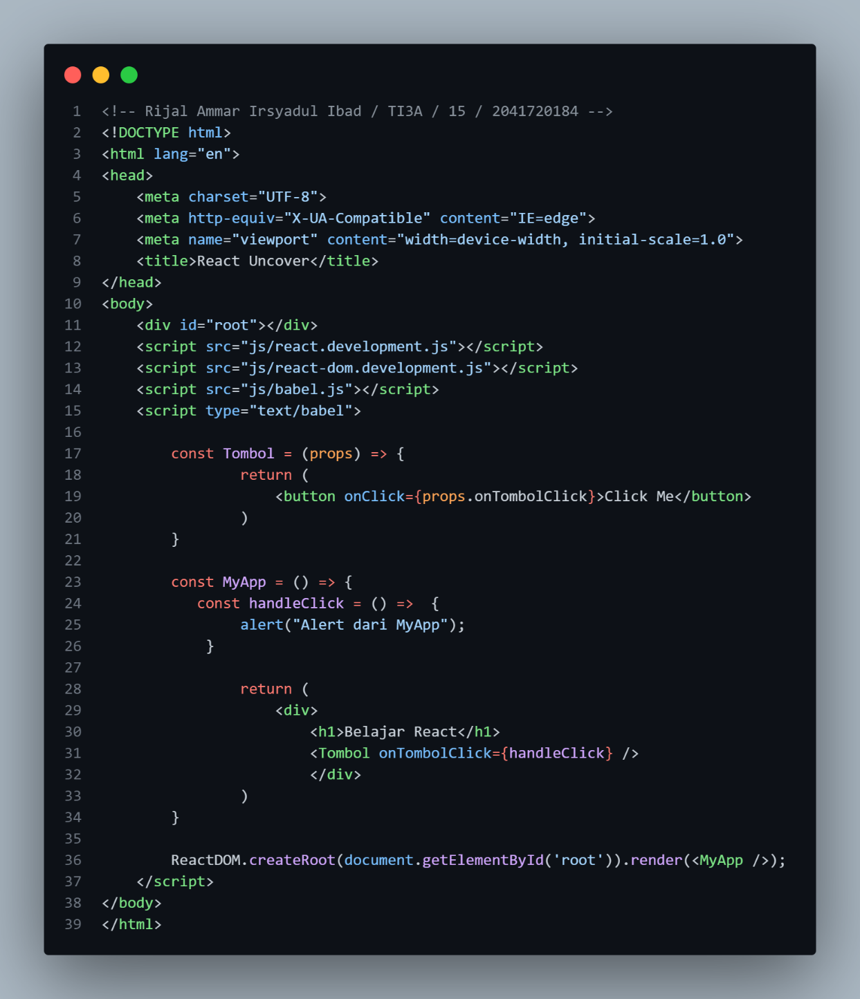 1 <!-- Rijal Ammar Irsyadul Ibad / TI3A / 15 / 2041720184 -->
2 <!DOCTYPE html>
3 <html lang="en">
4 <head>
5     <meta charset="UTF-8">
6     <meta http-equiv="X-UA-Compatible" content="IE=edge">
7     <meta name="viewport" content="width=device-width, initial-scale=1.0">
8     <title>React Uncover</title>
9 </head>
10 <body>
11     <div id="root"></div>
12     <script src="js/react.development.js"></script>
13     <script src="js/react-dom.development.js"></script>
14     <script src="js/babel.js"></script>
15     <script type="text/babel">
16
17         const Tombol = (props) => {
18                 return (
19                     <button onClick={props.onTombolClick}>Click Me</button>
20                 )
21         }
22
23         const MyApp = () => {
24            const handleClick = () =>  {
25                 alert("Alert dari MyApp");
26             }
27
28                 return (
29                     <div>
30                         <h1>Belajar React</h1>
31                         <Tombol onTombolClick={handleClick} />
32                         </div>
33                 )
34         }
35
36         ReactDOM.createRoot(document.getElementById('root')).render(<MyApp />);
37     </script>
38 </body>
39 </html>